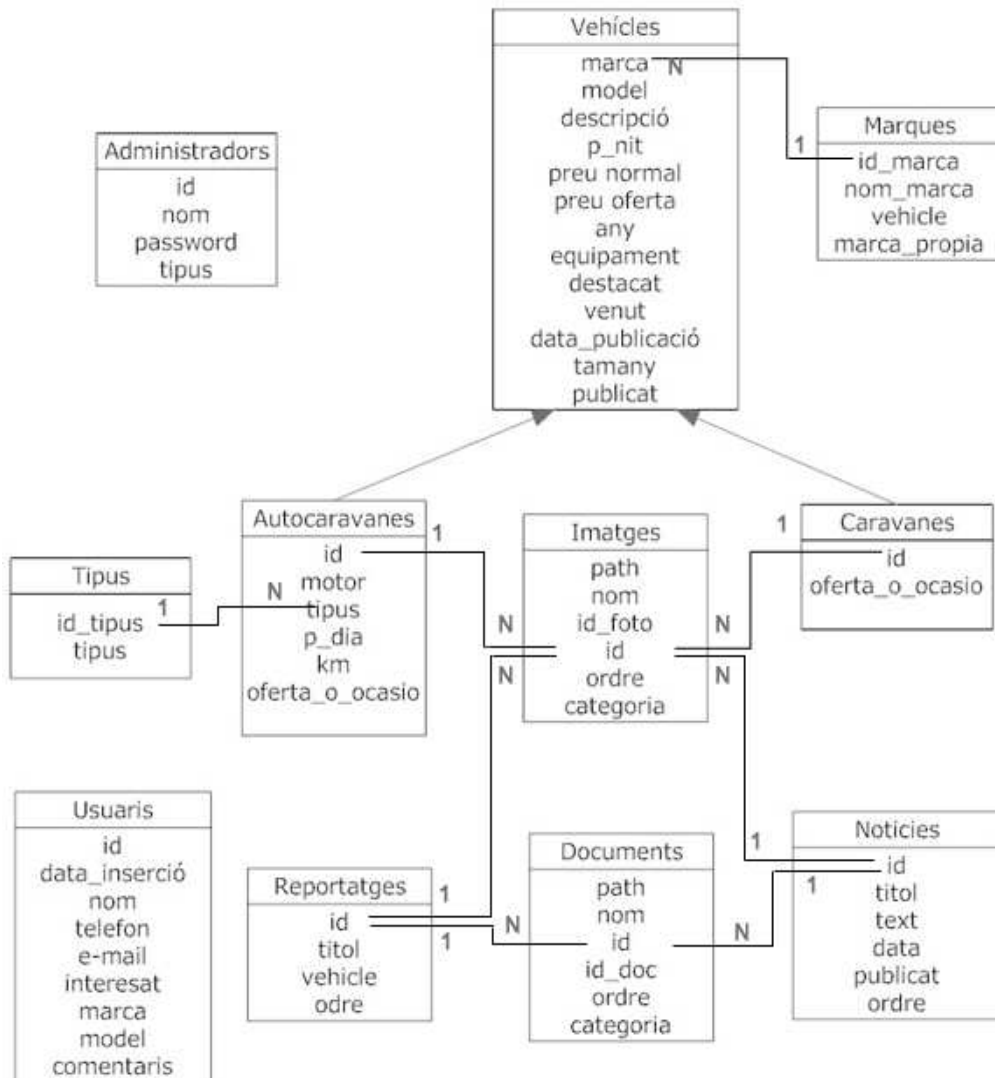 Vehícles
marca
N
model
descripció
p_nit
preu normal
preu oferta
any
equipament
destacat
venut
data_publicació
tamany
publicat
Marques
1
id_marca
nom_marca
vehicle
marca_propia
Administradors
id
nom
password
tipus
Autocaravanes
1
id
motor
N
tipus
p_dia
km
oferta_o_ocasio
Tipus
id_tipus
1
tipus
Imatges
path
nom
id_foto
N
N
id
N
N
ordre
categoria
Caravanes
1
id
oferta_o_ocasio
Usuaris
id
data_inserció
nom
telefon
e-mail
interesat
marca
model
comentaris
Reportatges
1
id
1
titol
vehicle
odre
Documents
path
nom
N
id
N
id_doc
ordre
categoria
Noticies
1
id
1
titol
text
data
publicat
ordre